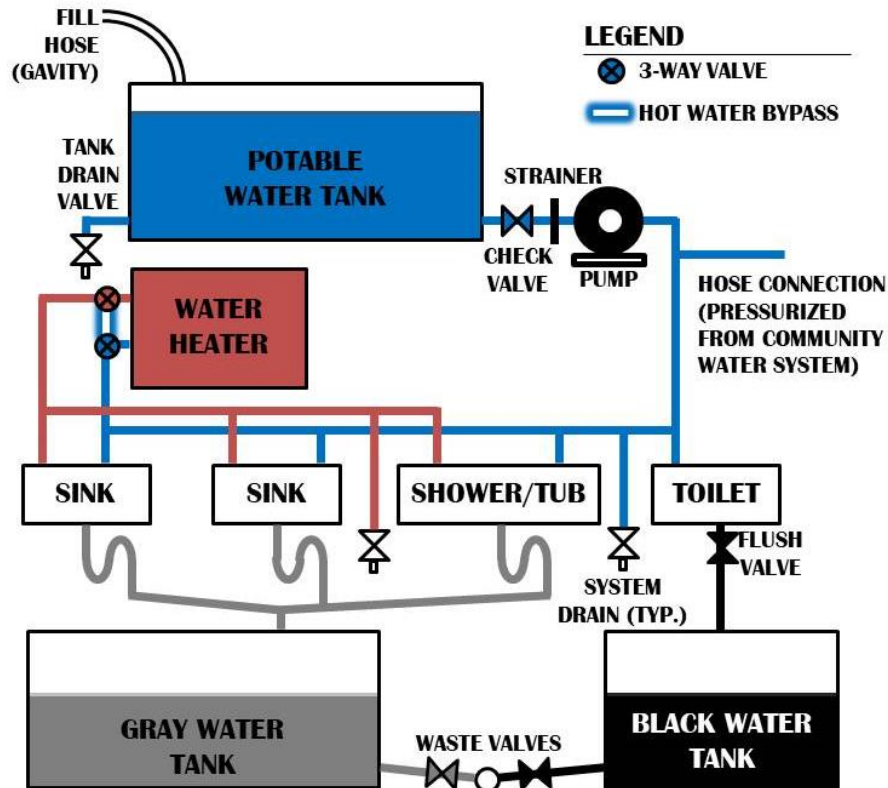 FILL
HOSE
(GAVITY)
LEGEND
3-WAY VALVE
HOT WATER BYPASS
TANK
DRAIN
VALVE
POTABLE
WATER TANK
STRAINER
CHECK
VALVE
PUMP
HOSE CONNECTION
(PRESSURIZED
FROM COMMUNITY
WATER SYSTEM)
WATER
HEATER
SINK
SINK
SHOWER/TUB
TOILET
FLUSH
VALVE
SYSTEM
DRAIN (TYP.)
GRAY WATER
TANK
WASTE VALVES
BLACK WATER
TANK